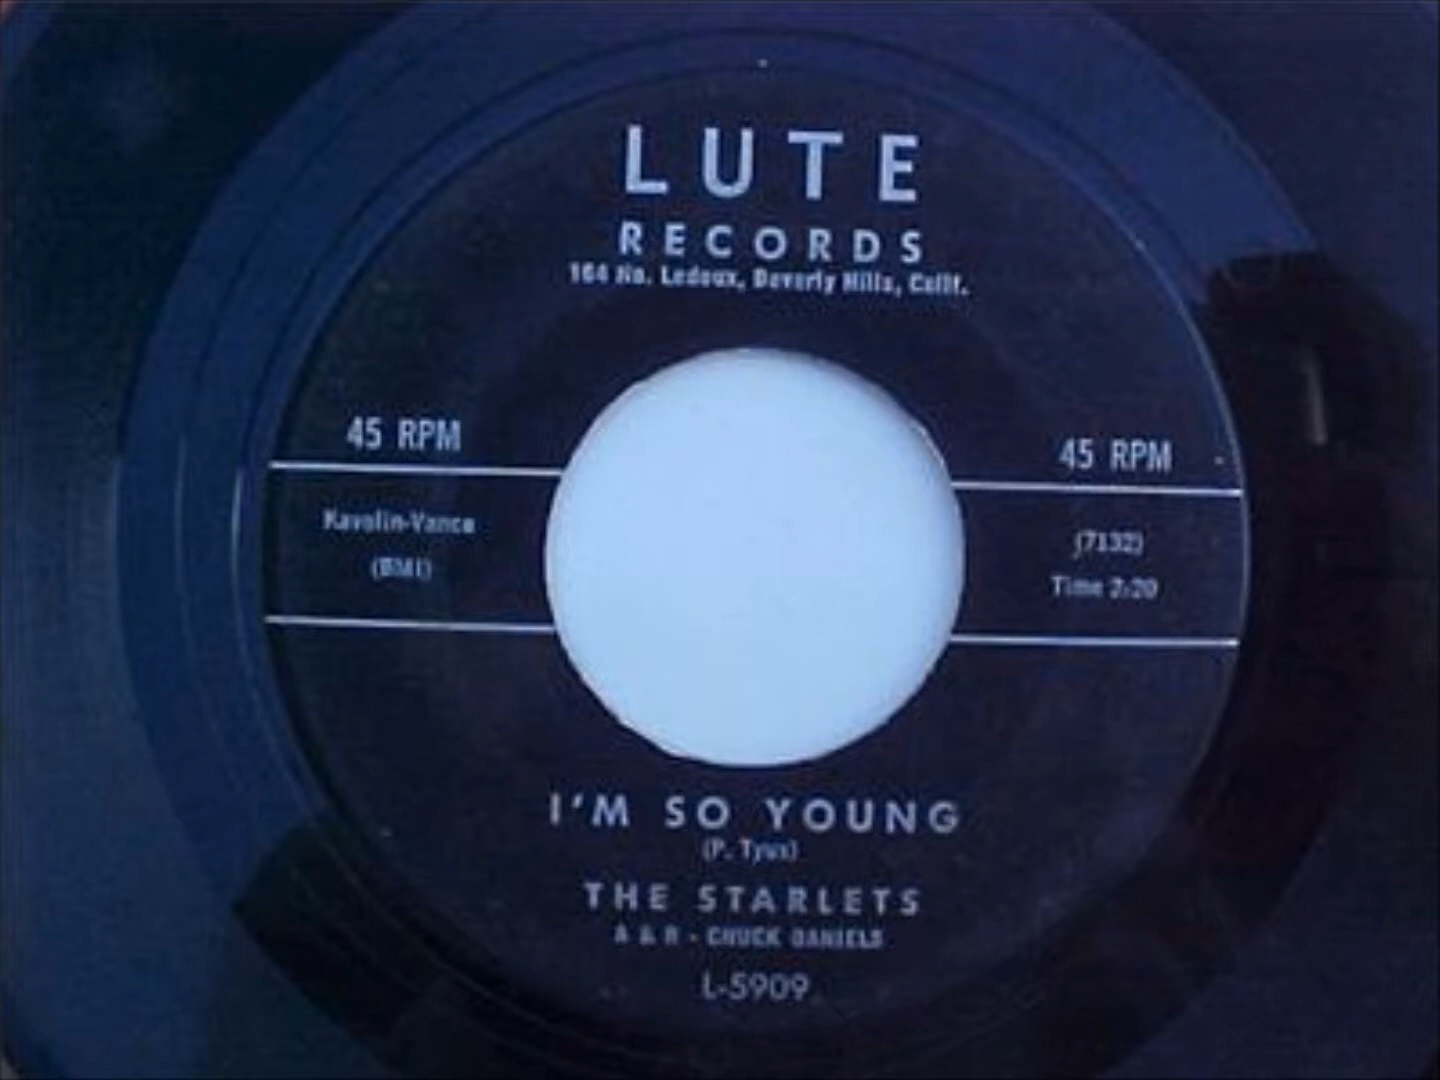 LUTE
RECORDS
164 No. Ledoux, Beverly Hills, Calif.
45 RPM
45 RPM
Kavelin-Vance
(BMI)
(7132)
Time 2:20
I'M SO YOUNG
(P. Tyus)
THE STARLETS
A & R - CHUCK DANIELS
L-5909